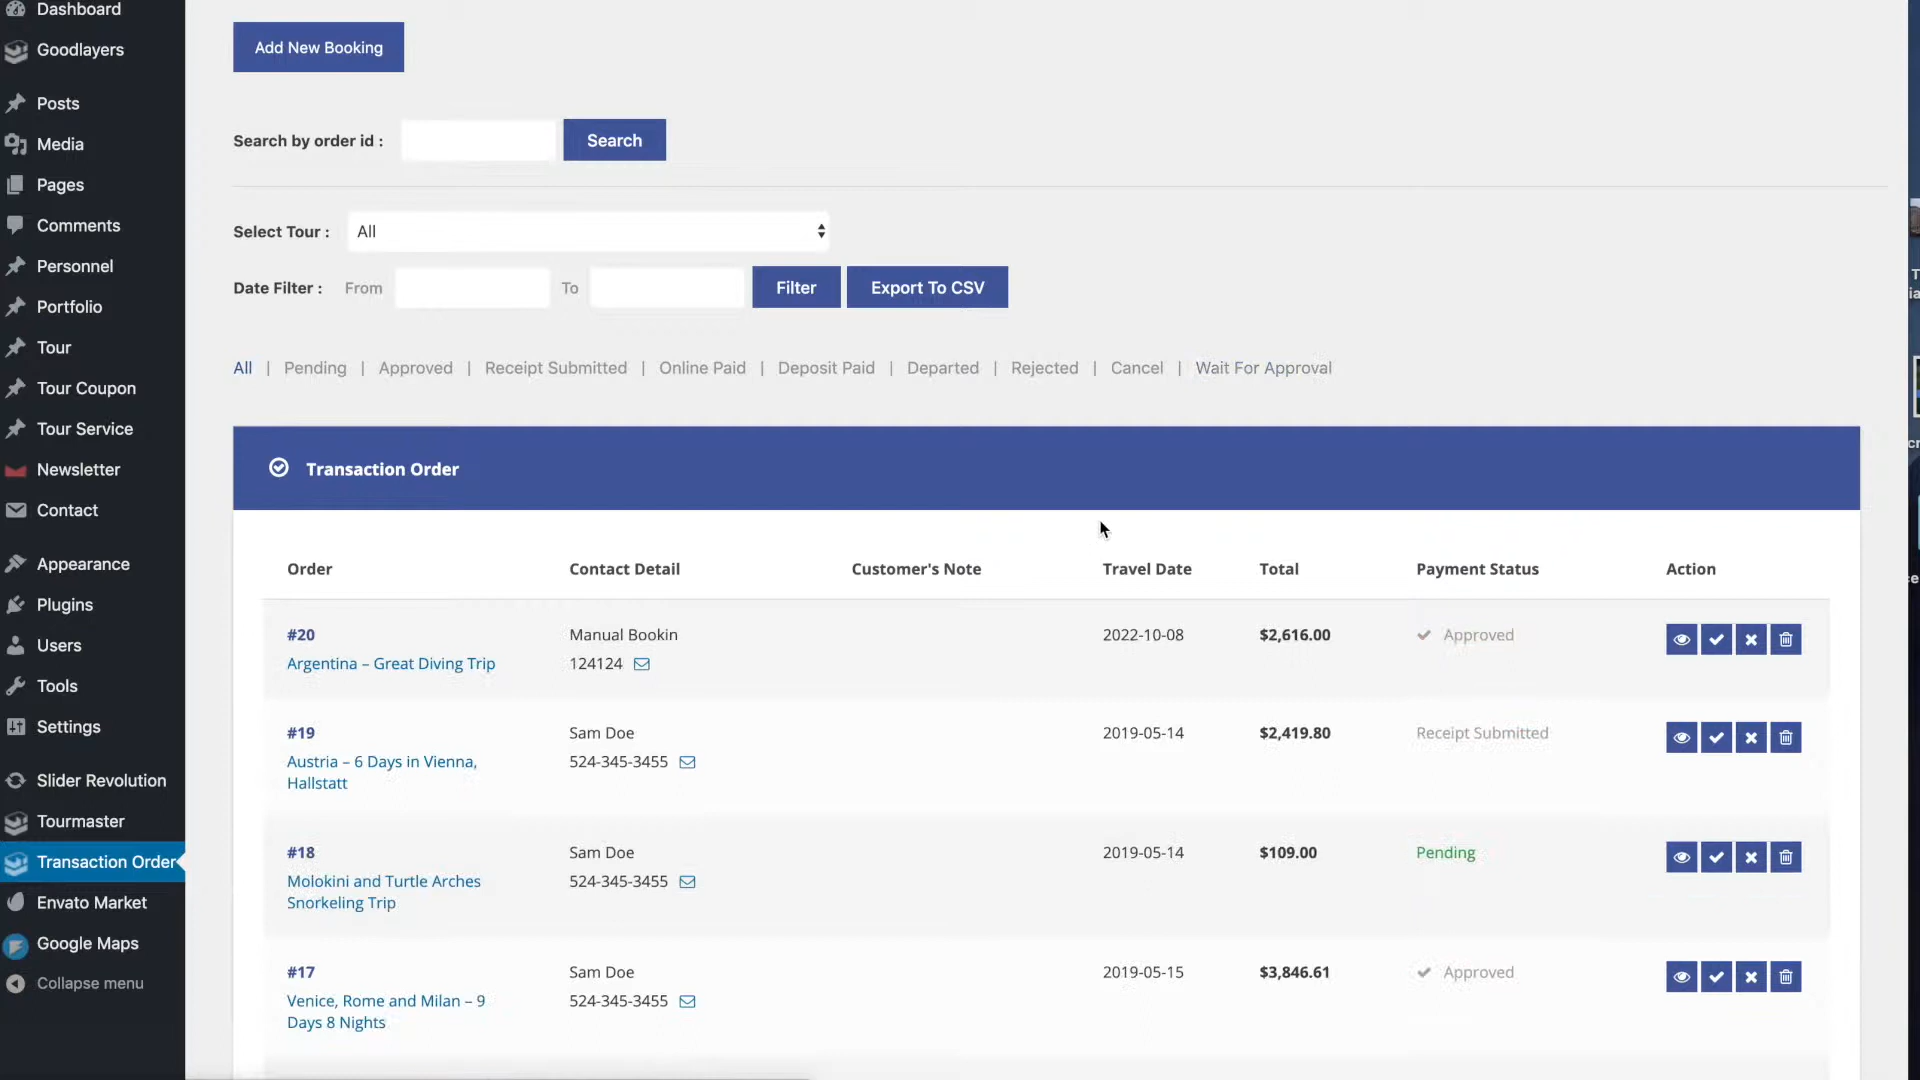 Dashboard
Goodlayers
Posts
Media
Pages
Comments
Personnel
Portfolio
Tour
Tour Coupon
Tour Service
Newsletter
Contact
Appearance
Plugins
Users
Tools
Settings
Slider Revolution
Tourmaster
Transaction Order
Envato Market
Google Maps
Collapse menu
Add New Booking
Search by order id : Search
Select Tour : All
Date Filter : From To Filter Export To CSV
All | Pending | Approved | Receipt Submitted | Online Paid | Deposit Paid | Departed | Rejected | Cancel | Wait For Approval
Transaction Order
Order Contact Detail Customer's Note Travel Date Total Payment Status Action
#20 Manual Bookin 2022-10-08 $2,616.00 Approved
Argentina – Great Diving Trip 124124
#19 Sam Doe 2019-05-14 $2,419.80 Receipt Submitted
Austria – 6 Days in Vienna, 524-345-3455
Hallstatt
#18 Sam Doe 2019-05-14 $109.00 Pending
Molokini and Turtle Arches 524-345-3455
Snorkeling Trip
#17 Sam Doe 2019-05-15 $3,846.61 Approved
Venice, Rome and Milan – 9 524-345-3455
Days 8 Nights